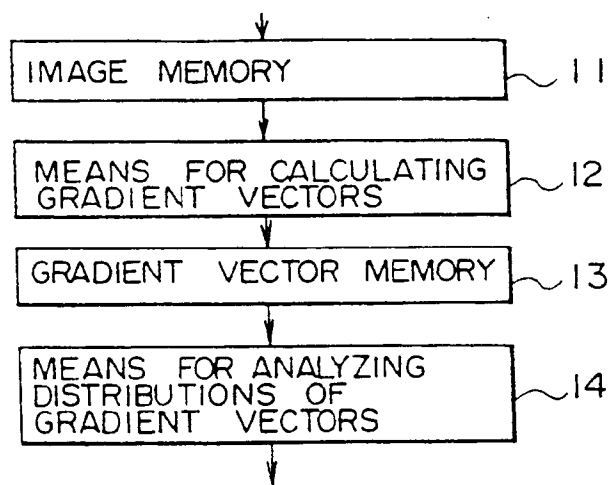 IMAGE MEMORY
11
MEANS FOR CALCULATING
GRADIENT VECTORS
12
GRADIENT VECTOR MEMORY
13
MEANS FOR ANALYZING
DISTRIBUTIONS OF
GRADIENT VECTORS
14